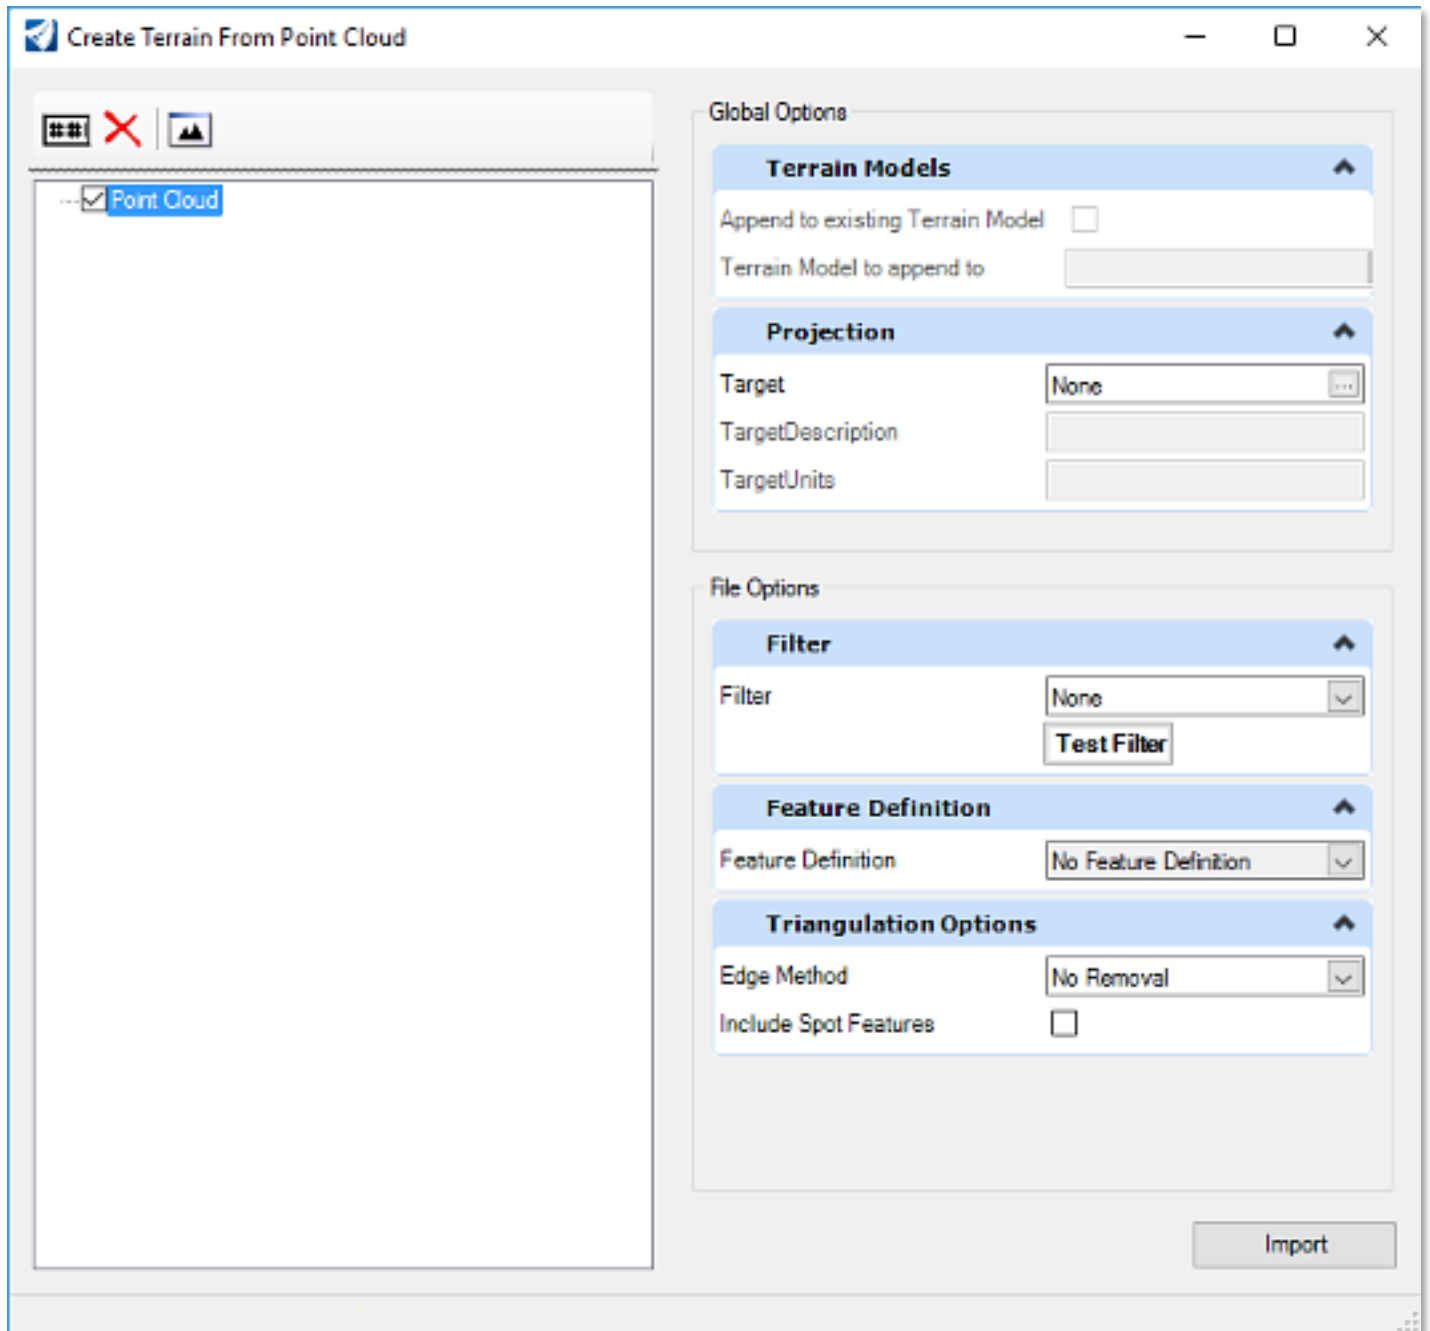 Create Terrain From Point Cloud
##
Point Cloud
Global Options
Terrain Models
Append to existing Terrain Model
Terrain Model to append to
Projection
Target None ...
TargetDescription
TargetUnits
File Options
Filter
Filter None
Test Filter
Feature Definition
Feature Definition No Feature Definition
Triangulation Options
Edge Method No Removal
Include Spot Features
Import